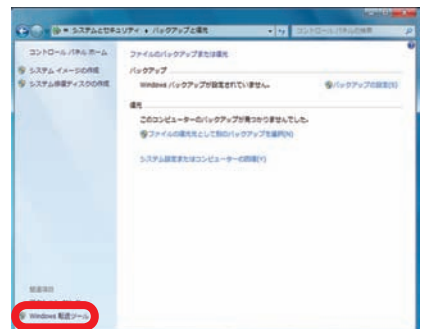 システムとセキュリティ ▸ バックアップと復元
コントロール パネルの検索
コントロール パネル ホーム
システム イメージの作成
システム修復ディスクの作成
ファイルのバックアップまたは復元
バックアップ
Windows バックアップが設定されていません。
バックアップの設定(S)
復元
このコンピューターのバックアップが見つかりませんでした。
ファイルの復元元として別のバックアップを選択(N)
システム設定またはコンピューターの回復(Y)
関連項目
Windows 転送ツール